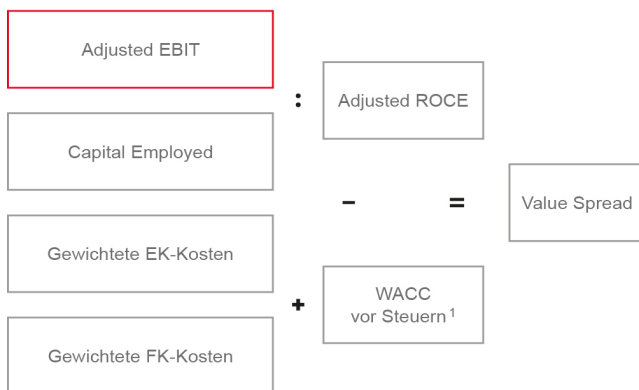 Adjusted EBIT
:
Adjusted ROCE
Capital Employed
– =
Value Spread
Gewichtete EK-Kosten
+
WACC
vor Steuern¹
Gewichtete FK-Kosten